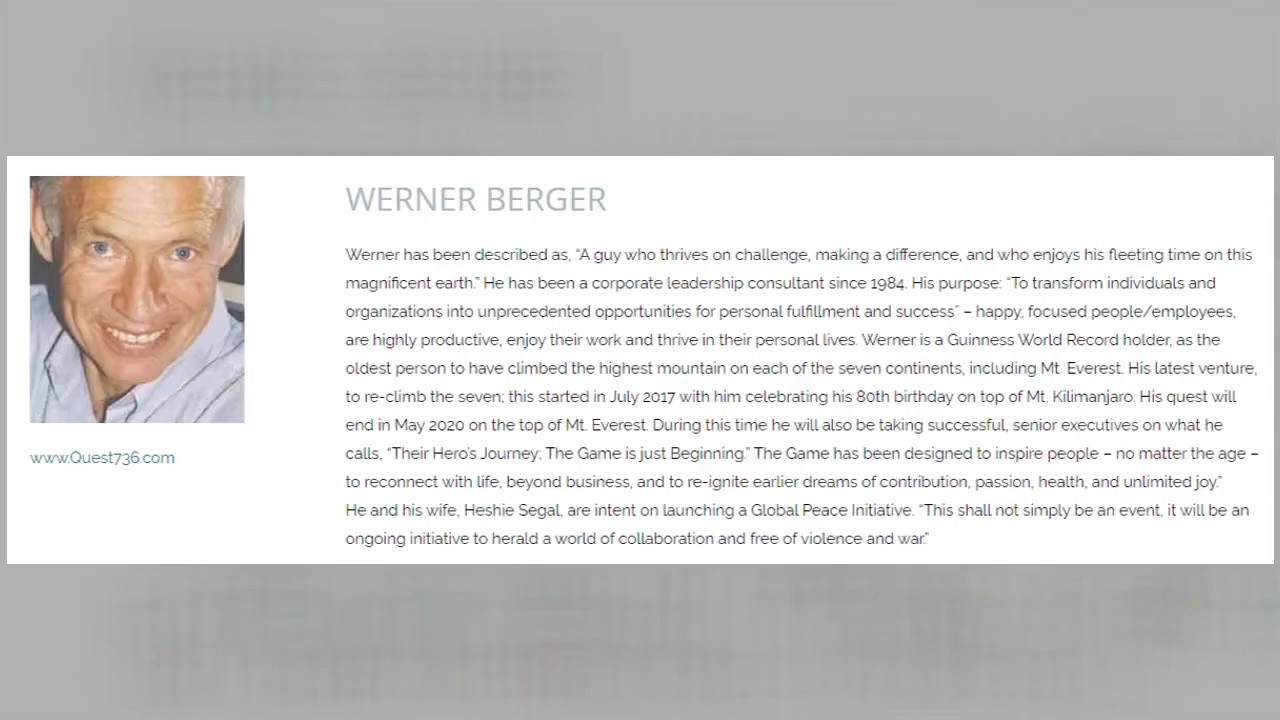 WERNER BERGER
Werner has been described as, “A guy who thrives on challenge, making a difference, and who enjoys his fleeting time on this
magnificent earth.” He has been a corporate leadership consultant since 1984. His purpose: “To transform individuals and
organizations into unprecedented opportunities for personal fulfillment and success” – happy, focused people/employees,
are highly productive, enjoy their work and thrive in their personal lives. Werner is a Guinness World Record holder, as the
oldest person to have climbed the highest mountain on each of the seven continents, including Mt. Everest. His latest venture,
to re-climb the seven; this started in July 2017 with him celebrating his 80th birthday on top of Mt. Kilimanjaro. His quest will
end in May 2020 on the top of Mt. Everest. During this time he will also be taking successful, senior executives on what he
calls, “Their Hero’s Journey: The Game is just Beginning.” The Game has been designed to inspire people – no matter the age –
to reconnect with life, beyond business, and to re-ignite earlier dreams of contribution, passion, health, and unlimited joy.”
He and his wife, Heshie Segal, are intent on launching a Global Peace Initiative. “This shall not simply be an event, it will be an
ongoing initiative to herald a world of collaboration and free of violence and war.”
www.Quest736.com